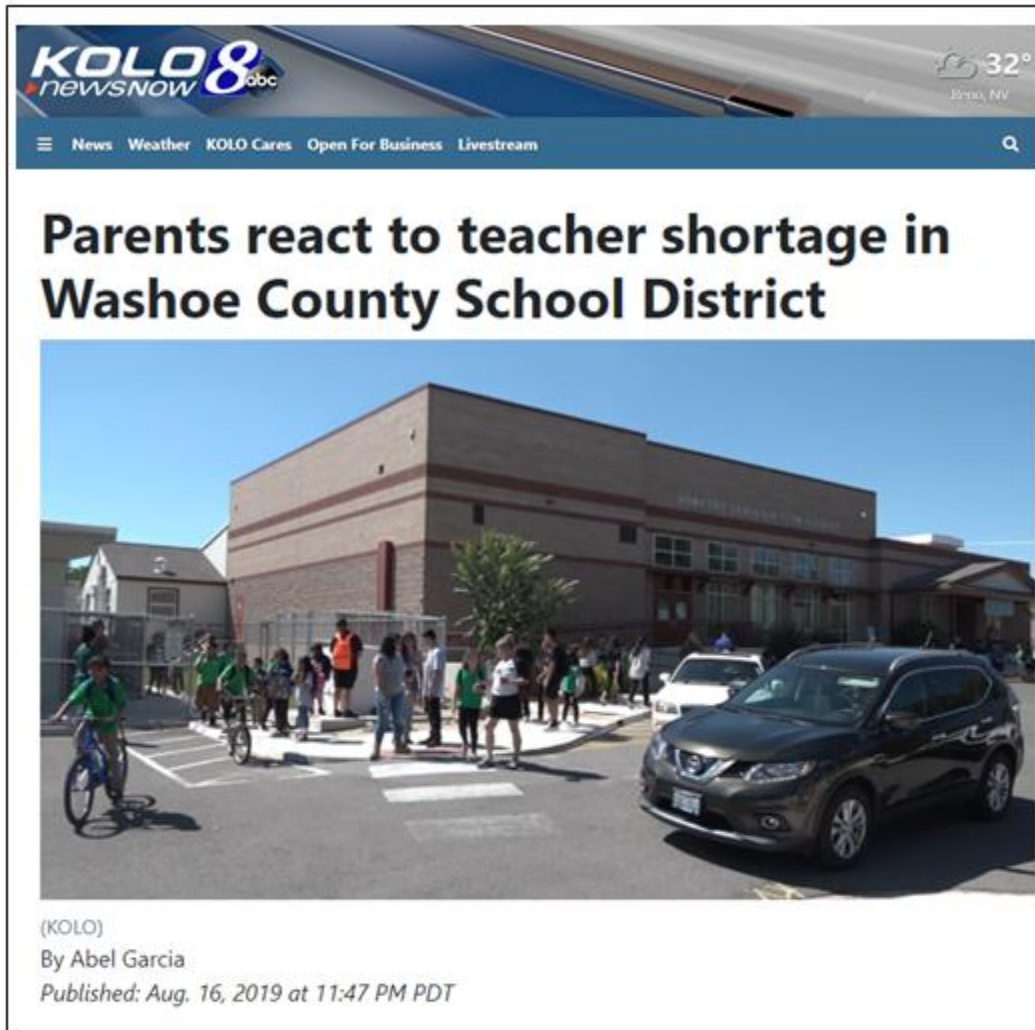 KOLO 8 abc
NEWSNOW
32°
Reno, NV
☰ News Weather KOLO Cares Open For Business Livestream
Parents react to teacher shortage in
Washoe County School District
(KOLO)
By Abel Garcia
Published: Aug. 16, 2019 at 11:47 PM PDT